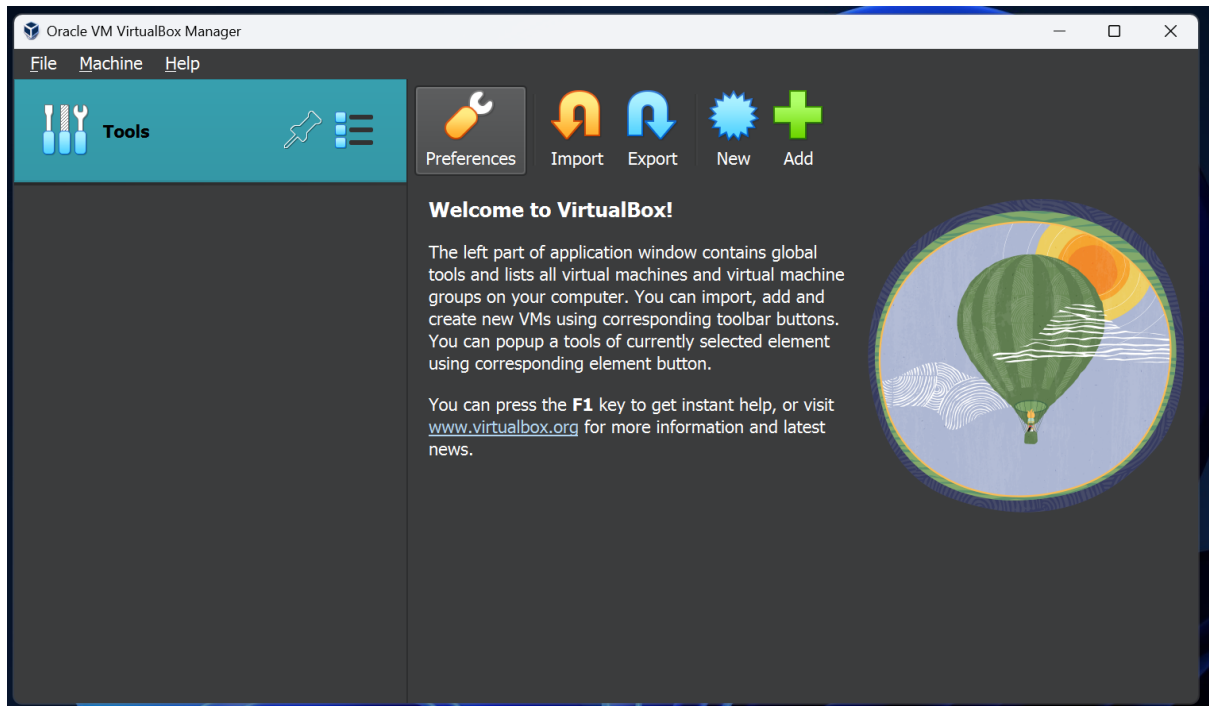 Oracle VM VirtualBox Manager
File Machine Help
Tools
Preferences Import Export New Add
Welcome to VirtualBox!
The left part of application window contains global
tools and lists all virtual machines and virtual machine
groups on your computer. You can import, add and
create new VMs using corresponding toolbar buttons.
You can popup a tools of currently selected element
using corresponding element button.
You can press the F1 key to get instant help, or visit
www.virtualbox.org for more information and latest
news.